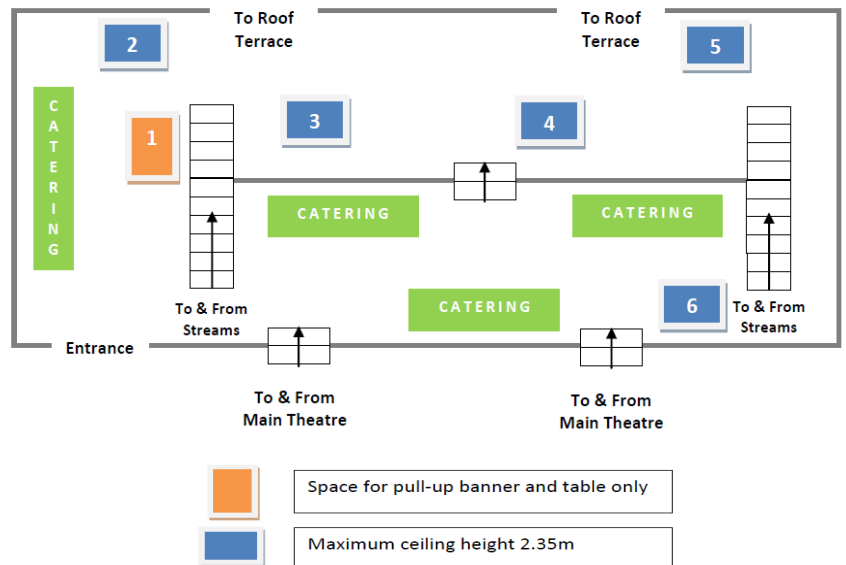 To Roof
Terrace
To Roof
Terrace
2
5
CATERING
1
3
4
CATERING
CATERING
CATERING
6
To & From
Streams
To & From
Streams
Entrance
To & From
Main Theatre
To & From
Main Theatre
Space for pull-up banner and table only
Maximum ceiling height 2.35m